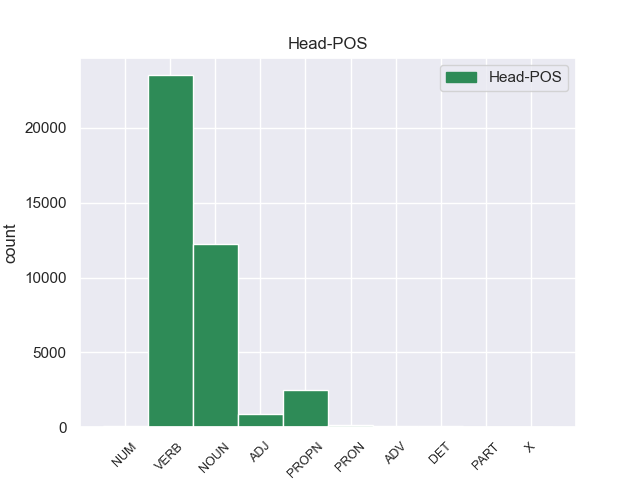 Head-POS
Head-POS
count
20000
15000
10000
5000
0
NUM VERB NOUN ADJ PROPN PRON ADV DET PART X